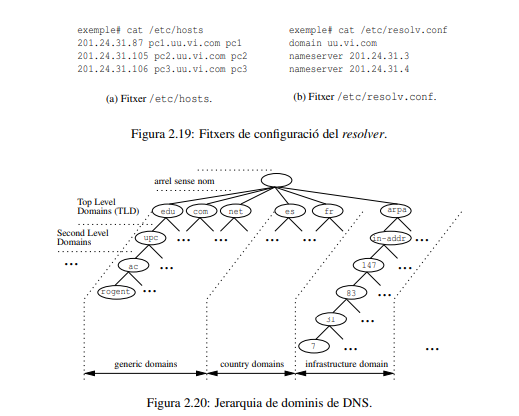 exemple# cat /etc/hosts
201.24.31.87 pc1.uu.vi.com pc1
201.24.31.105 pc2.uu.vi.com pc2
201.24.31.106 pc3.uu.vi.com pc3
(a) Fitxer /etc/hosts.
exemple# cat /etc/resolv.conf
domain uu.vi.com
nameserver 201.24.31.3
nameserver 201.24.31.4
(b) Fitxer /etc/resolv.conf.
Figura 2.19: Fitxers de configuració del resolver.
arrel sense nom
Top Level
Domains (TLD)
edu com net es fr arpa
Second Level
Domains
upc ... ... ... ... ... in-addr ...
... ac ... 147 ...
rogent ... 83 ...
31 ...
7 ...
generic domains country domains infrastructure domain
Figura 2.20: Jerarquia de dominis de DNS.